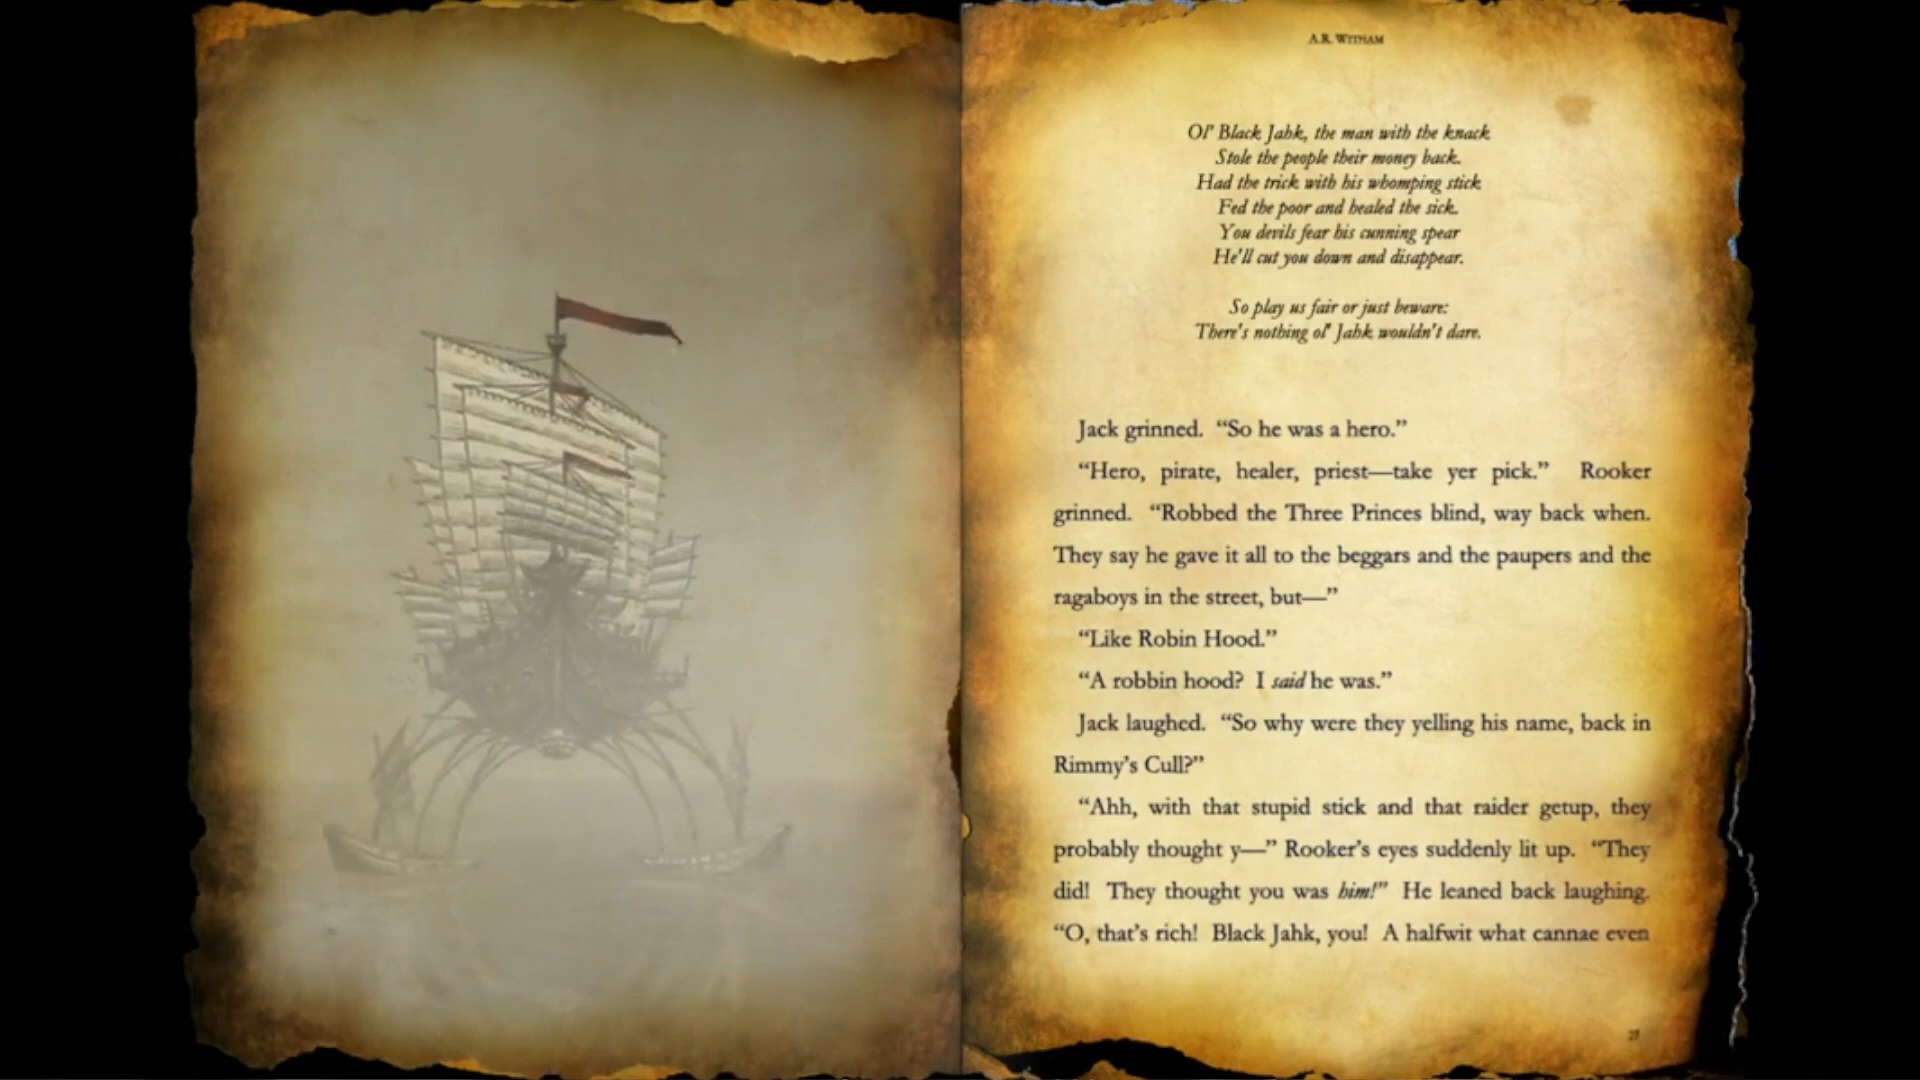 A.R. Witham
Ol' Black Jahk, the man with the knack
Stole the people their money back.
Had the trick with his whomping stick
Fed the poor and healed the sick.
You devils fear his cunning spear
He'll cut you down and disappear.
So play us fair or just beware:
There's nothing ol' Jahk wouldn't dare.
Jack grinned. “So he was a hero.”
“Hero, pirate, healer, priest—take yer pick.” Rooker
grinned. “Robbed the Three Princes blind, way back when.
They say he gave it all to the beggars and the paupers and the
ragaboys in the street, but—”
“Like Robin Hood.”
“A robbin hood? I said he was.”
Jack laughed. “So why were they yelling his name, back in
Rimmy’s Cull?”
“Ahh, with that stupid stick and that raider getup, they
probably thought y—” Rooker’s eyes suddenly lit up. “They
did! They thought you was him!” He leaned back laughing.
“O, that’s rich! Black Jahk, you! A halfwit what cannae even
27